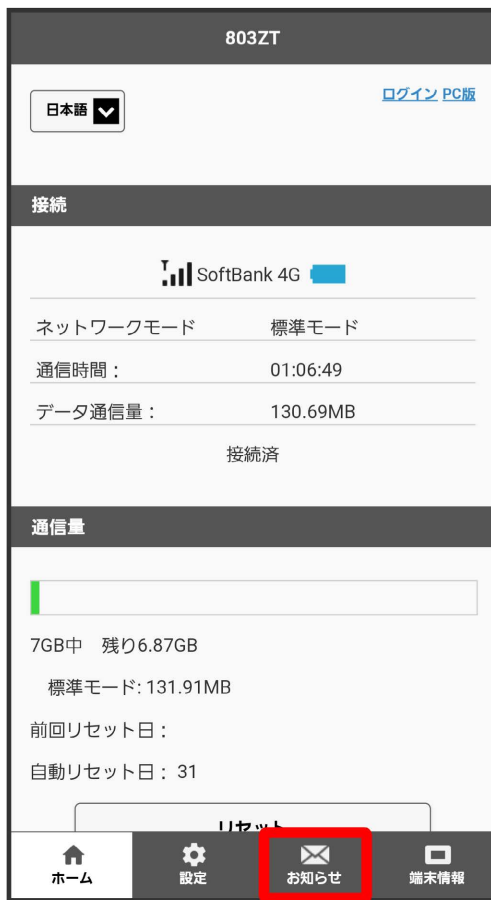 803ZT
日本語
ログイン PC版
接続
SoftBank 4G
ネットワークモード 標準モード
通信時間： 01:06:49
データ通信量： 130.69MB
接続済
通信量
7GB中 残り6.87GB
標準モード: 131.91MB
前回リセット日：
自動リセット日： 31
リセット
ホーム 設定 お知らせ 端末情報